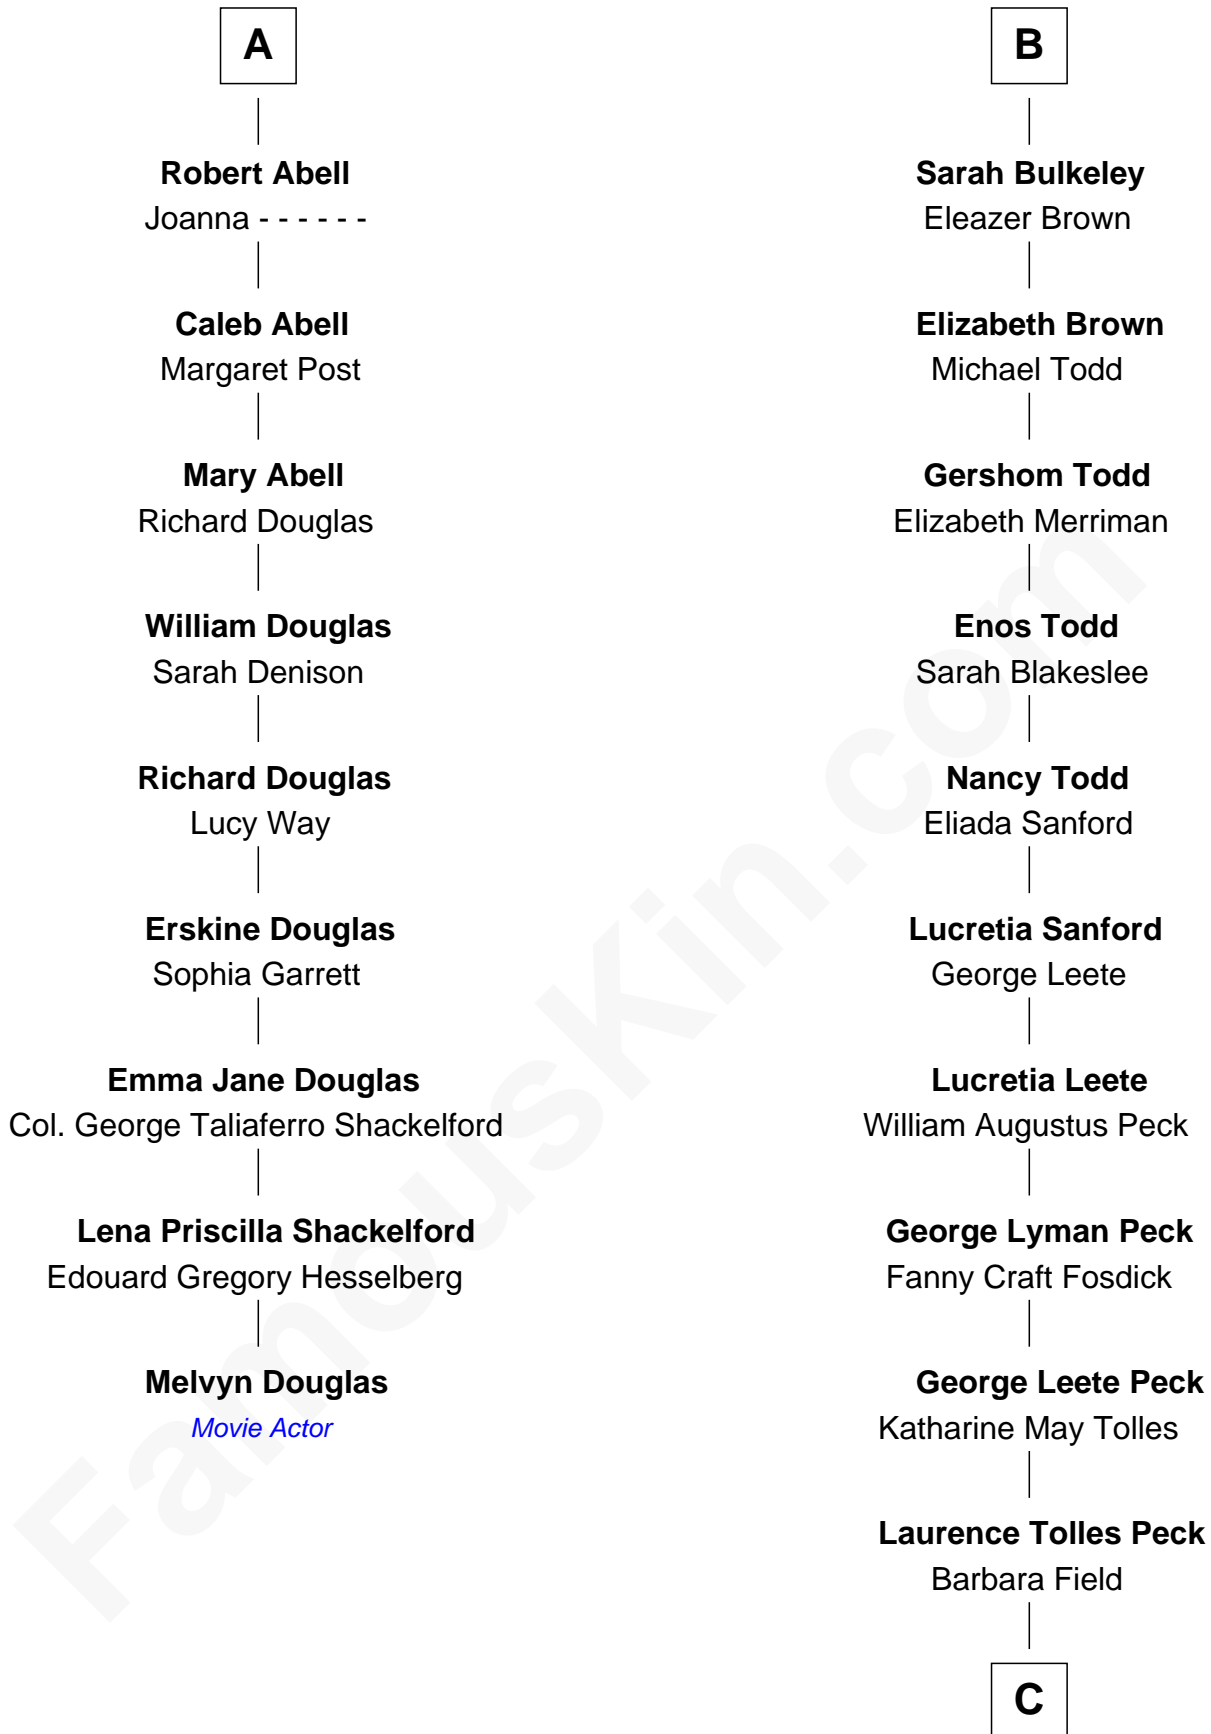 A
Robert Abell
Joanna - - - - - -
Caleb Abell
Margaret Post
Mary Abell
Richard Douglas
William Douglas
Sarah Denison
Richard Douglas
Lucy Way
Erskine Douglas
Sophia Garrett
Emma Jane Douglas
Col. George Taliaferro Shackelford
Lena Priscilla Shackelford
Edouard Gregory Hesselberg
Melvyn Douglas
Movie Actor
B
Sarah Bulkeley
Eleazer Brown
Elizabeth Brown
Michael Todd
Gershom Todd
Elizabeth Merriman
Enos Todd
Sarah Blakeslee
Nancy Todd
Eliada Sanford
Lucretia Sanford
George Leete
Lucretia Leete
William Augustus Peck
George Lyman Peck
Fanny Craft Fosdick
George Leete Peck
Katharine May Tolles
Laurence Tolles Peck
Barbara Field
C
FamousKin.com